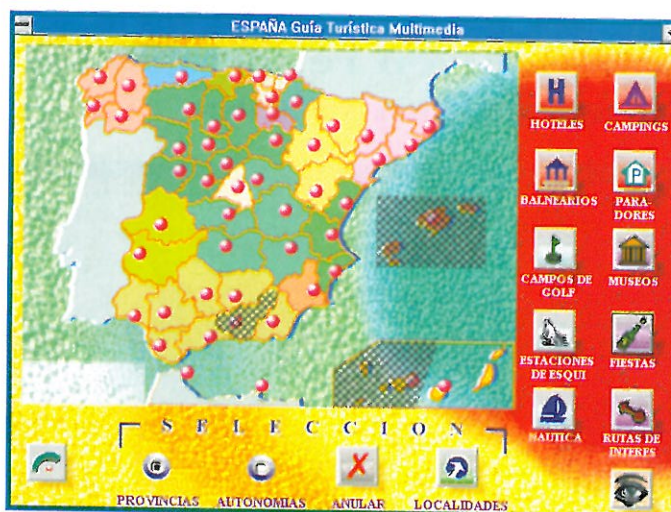 ESPAÑA Guía Turística Multimedia
HOTELES
CAMPINGS
BALNEARIOS
PARA-
DORES
CAMPOS DE
GOLF
MUSEOS
ESTACIONES
DE ESQUI
FIESTAS
NAUTICA
RUTAS DE
INTERES
SELECCION
PROVINCIAS
AUTONOMIAS
ANULAR
LOCALIDADES